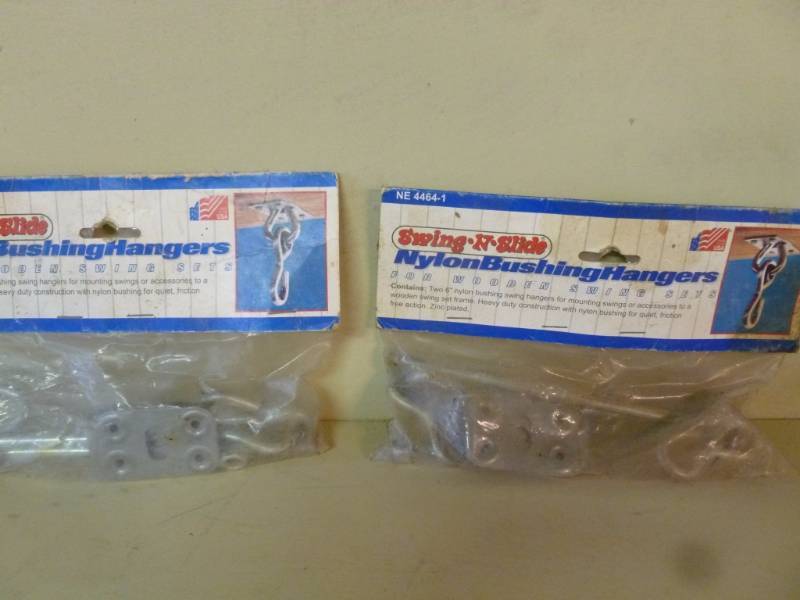 Slide
BushingHangers
ODEN SWING SETS
shing swing hangers for mounting swings or accessories to a
eavy duty construction with nylon bushing for quiet, friction
NE 4464-1
Swing·N·Slide
NylonBushingHangers
FOR WOODEN SWING SETS
Contains: Two 6" nylon bushing swing hangers for mounting swings or accessories to a
wooden swing set frame. Heavy duty construction with nylon bushing for quiet, friction
free action. Zinc plated.